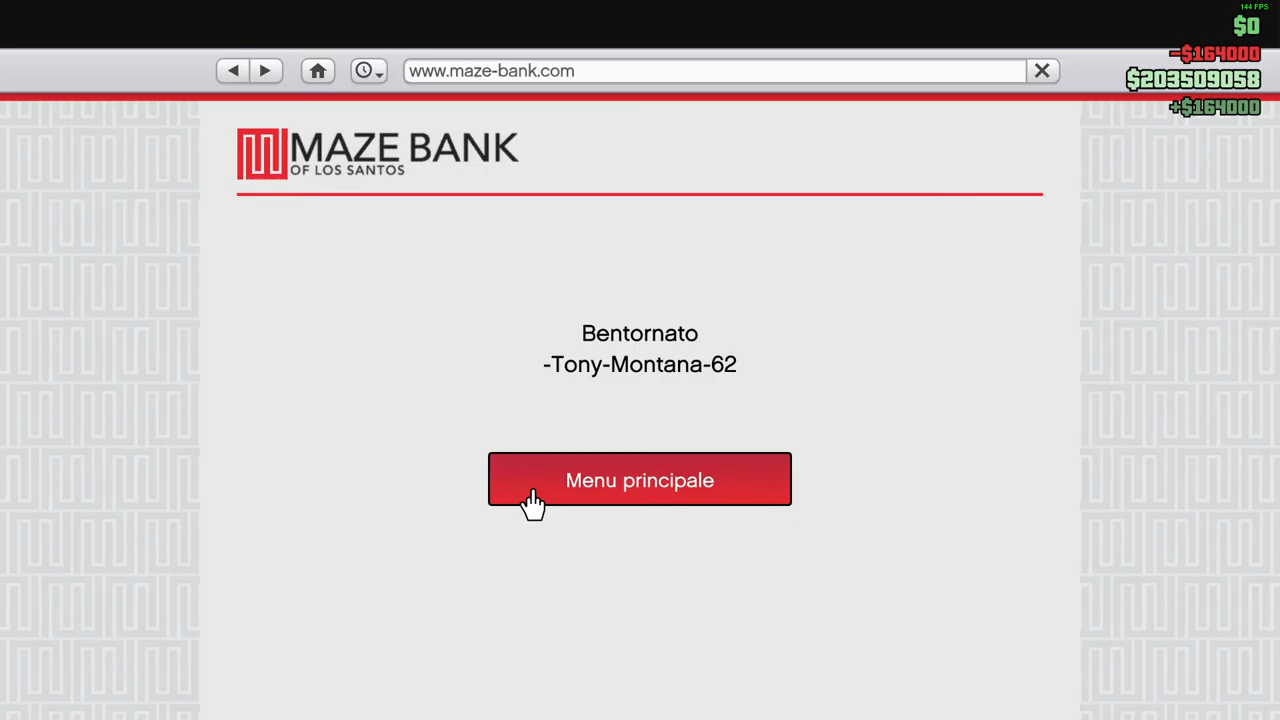 144 FPS
$0
-$164000
www.maze-bank.com
$203509058
+$164000
MAZE BANK
OF LOS SANTOS
Bentornato
-Tony-Montana-62
Menu principale